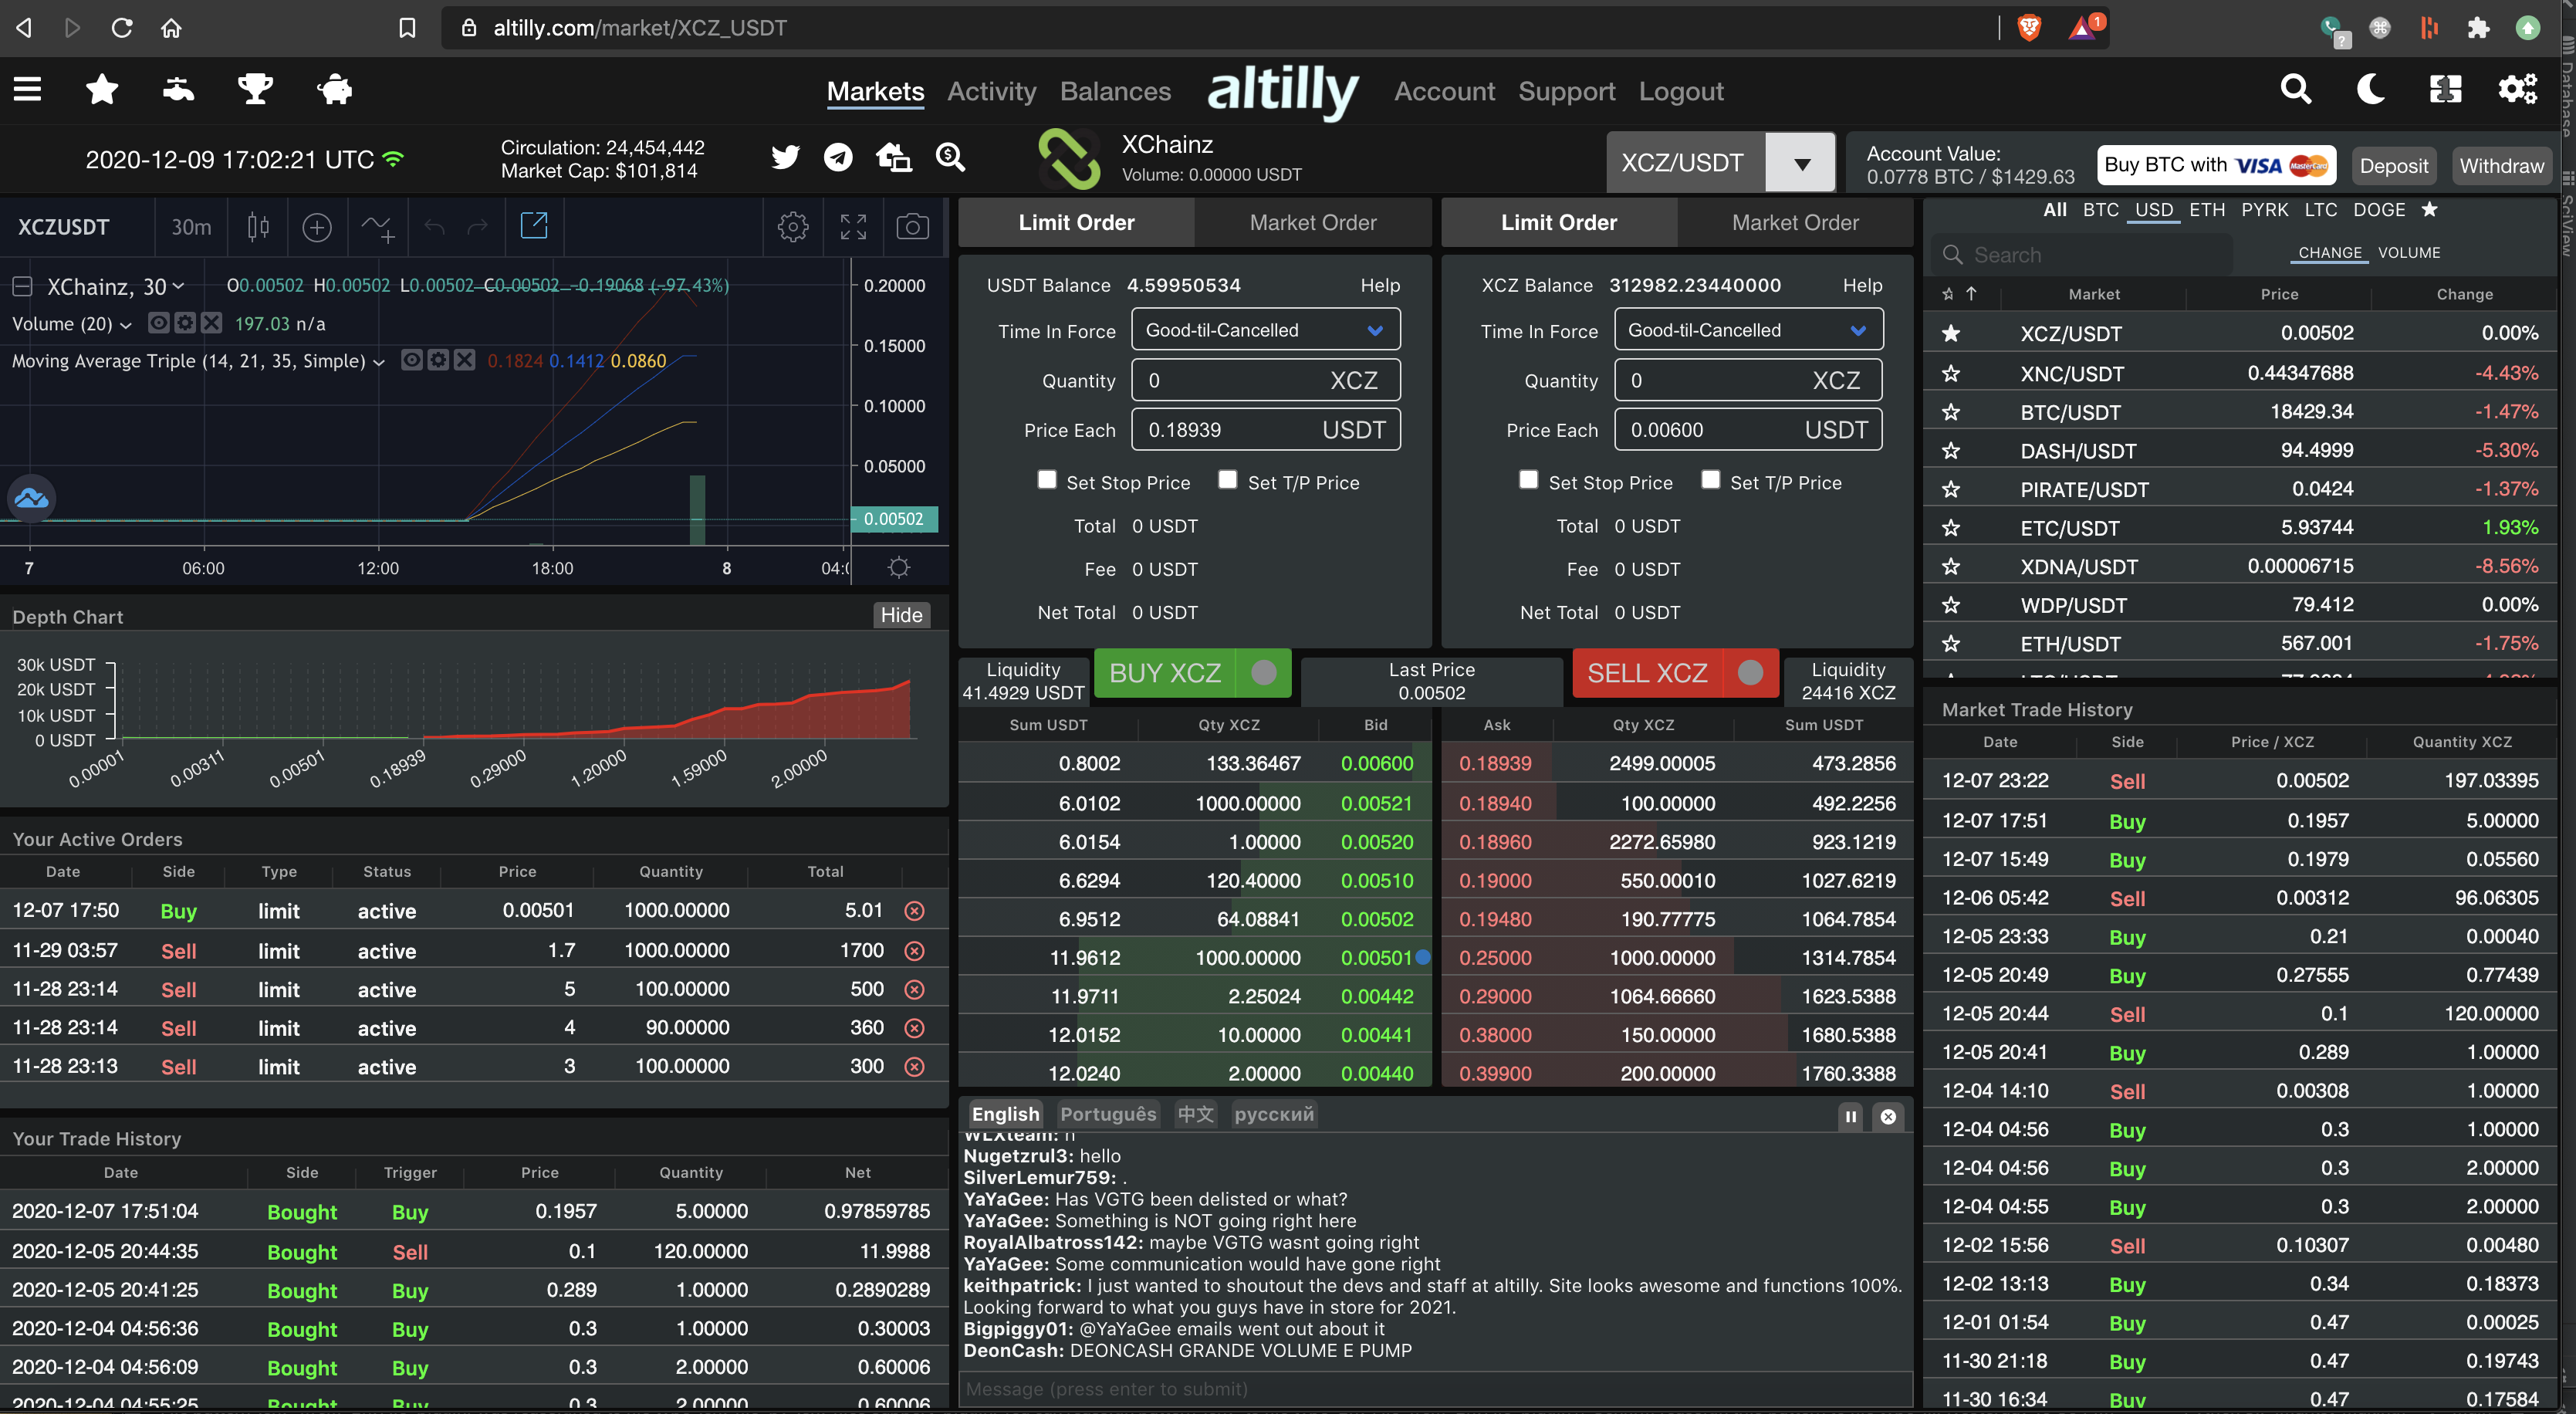 altilly.com/market/XCZ_USDT
1
?
Markets Activity Balances altilly Account Support Logout
2020-12-09 17:02:21 UTC
Circulation: 24,454,442
Market Cap: $101,814
XChainz
Volume: 0.00000 USDT
XCZ/USDT
Account Value:
0.0778 BTC / $1429.63
Buy BTC with VISA MasterCard
Deposit
Withdraw
Database
SciView
XCZUSDT 30m
XChainz, 30 O0.00502 H0.00502 L0.00502 C0.00502 −0.19068 (−97.43%)
Volume (20) 197.03 n/a
Moving Average Triple (14, 21, 35, Simple) 0.1824 0.1412 0.0860
0.20000
0.15000
0.10000
0.05000
0.00502
7 06:00 12:00 18:00 8
Depth Chart Hide
30k USDT
20k USDT
10k USDT
0 USDT
0.00001 0.00311 0.00501 0.18939 0.29000 1.20000 1.59000 2.00000
Your Active Orders
Date Side Type Status Price Quantity Total
12-07 17:50 Buy limit active 0.00501 1000.00000 5.01
11-29 03:57 Sell limit active 1.7 1000.00000 1700
11-28 23:14 Sell limit active 5 100.00000 500
11-28 23:14 Sell limit active 4 90.00000 360
11-28 23:13 Sell limit active 3 100.00000 300
Your Trade History
Date Side Trigger Price Quantity Net
2020-12-07 17:51:04 Bought Buy 0.1957 5.00000 0.97859785
2020-12-05 20:44:35 Bought Sell 0.1 120.00000 11.9988
2020-12-05 20:41:25 Bought Buy 0.289 1.00000 0.2890289
2020-12-04 04:56:36 Bought Buy 0.3 1.00000 0.30003
2020-12-04 04:56:09 Bought Buy 0.3 2.00000 0.60006
2020-12-04 04:55:25 Bought Buy 0.3 2.00000 0.60006
Limit Order Market Order
USDT Balance 4.59950534 Help
Time In Force Good-til-Cancelled
Quantity 0 XCZ
Price Each 0.18939 USDT
Set Stop Price Set T/P Price
Total 0 USDT
Fee 0 USDT
Net Total 0 USDT
Limit Order Market Order
XCZ Balance 312982.23440000 Help
Time In Force Good-til-Cancelled
Quantity 0 XCZ
Price Each 0.00600 USDT
Set Stop Price Set T/P Price
Total 0 USDT
Fee 0 USDT
Net Total 0 USDT
Liquidity
41.4929 USDT
BUY XCZ
Last Price
0.00502
SELL XCZ
Liquidity
24416 XCZ
Sum USDT Qty XCZ Bid
0.8002 133.36467 0.00600
6.0102 1000.00000 0.00521
6.0154 1.00000 0.00520
6.6294 120.40000 0.00510
6.9512 64.08841 0.00502
11.9612 1000.00000 0.00501
11.9711 2.25024 0.00442
12.0152 10.00000 0.00441
12.0240 2.00000 0.00440
Ask Qty XCZ Sum USDT
0.18939 2499.00005 473.2856
0.18940 100.00000 492.2256
0.18960 2272.65980 923.1219
0.19000 550.00010 1027.6219
0.19480 190.77775 1064.7854
0.25000 1000.00000 1314.7854
0.29000 1064.66660 1623.5388
0.38000 150.00000 1680.5388
0.39900 200.00000 1760.3388
English Português 中文 русский
WLXteam:
Nugetzrul3: hello
SilverLemur759: .
YaYaGee: Has VGTG been delisted or what?
YaYaGee: Something is NOT going right here
RoyalAlbatross142: maybe VGTG wasnt going right
YaYaGee: Some communication would have gone right
keithpatrick: I just wanted to shoutout the devs and staff at altilly. Site looks awesome and functions 100%.
Looking forward to what you guys have in store for 2021.
Bigpiggy01: @YaYaGee emails went out about it
DeonCash: DEONCASH GRANDE VOLUME E PUMP
Message (press enter to submit)
All BTC USD ETH PYRK LTC DOGE
Search
CHANGE VOLUME
Market Price Change
XCZ/USDT 0.00502 0.00%
XNC/USDT 0.44347688 -4.43%
BTC/USDT 18429.34 -1.47%
DASH/USDT 94.4999 -5.30%
PIRATE/USDT 0.0424 -1.37%
ETC/USDT 5.93744 1.93%
XDNA/USDT 0.00006715 -8.56%
WDP/USDT 79.412 0.00%
ETH/USDT 567.001 -1.75%
Market Trade History
Date Side Price / XCZ Quantity XCZ
12-07 23:22 Sell 0.00502 197.03395
12-07 17:51 Buy 0.1957 5.00000
12-07 15:49 Buy 0.1979 0.05560
12-06 05:42 Sell 0.00312 96.06305
12-05 23:33 Buy 0.21 0.00040
12-05 20:49 Buy 0.27555 0.77439
12-05 20:44 Sell 0.1 120.00000
12-05 20:41 Buy 0.289 1.00000
12-04 14:10 Sell 0.00308 1.00000
12-04 04:56 Buy 0.3 1.00000
12-04 04:56 Buy 0.3 2.00000
12-04 04:55 Buy 0.3 2.00000
12-02 15:56 Sell 0.10307 0.00480
12-02 13:13 Buy 0.34 0.18373
12-01 01:54 Buy 0.47 0.00025
11-30 21:18 Buy 0.47 0.19743
11-30 16:34 Buy 0.47 0.17584